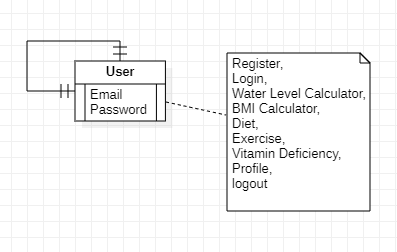 User
Email
Password
Register,
Login,
Water Level Calculator,
BMI Calculator,
Diet,
Exercise,
Vitamin Deficiency,
Profile,
logout